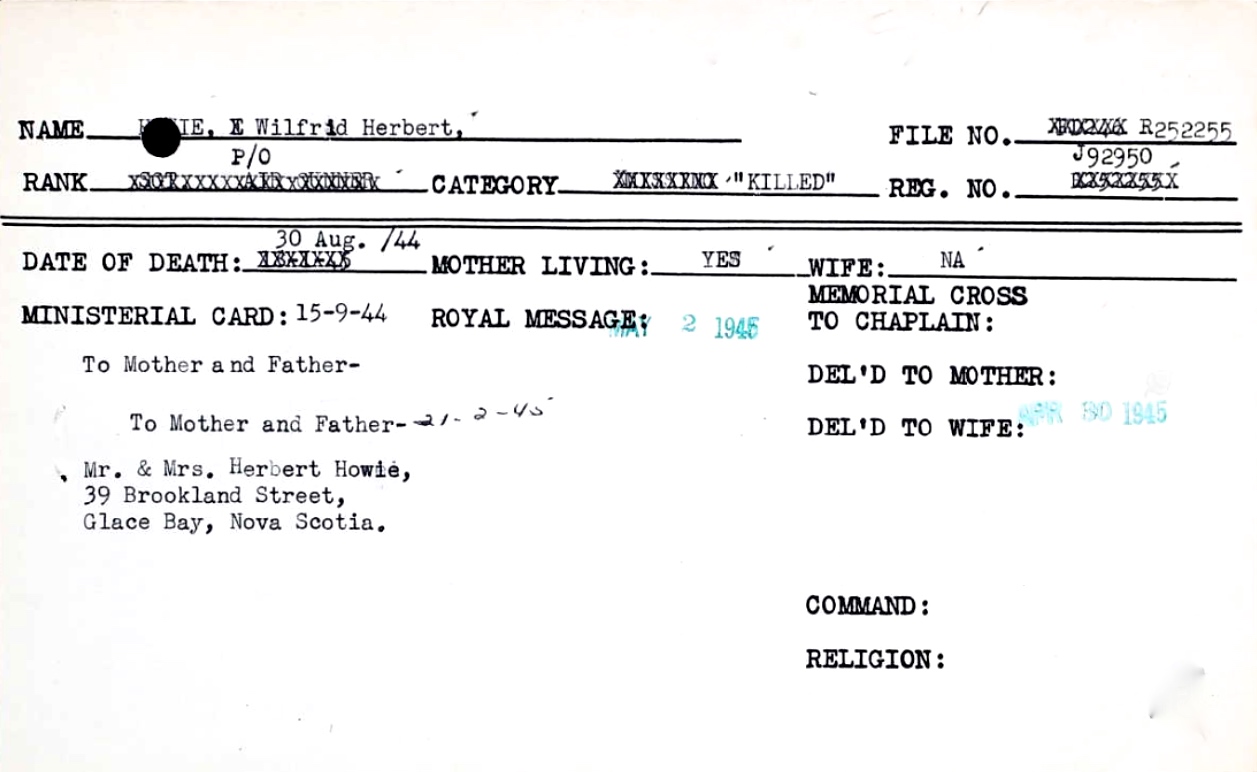 NAME IE, Wilfrid Herbert, FILE NO. R252255
P/O J92950
RANK CATEGORY "KILLED" REG. NO.
30 Aug. /44
DATE OF DEATH: MOTHER LIVING: YES WIFE: NA
MEMORIAL CROSS
MINISTERIAL CARD: 15-9-44 ROYAL MESSAGE: MAY 2 1945 TO CHAPLAIN:
To Mother and Father-
DEL'D TO MOTHER:
To Mother and Father- 21-2-45 DEL'D TO WIFE: APR 30 1945
Mr. & Mrs. Herbert Howie,
39 Brookland Street,
Glace Bay, Nova Scotia.
COMMAND:
RELIGION: